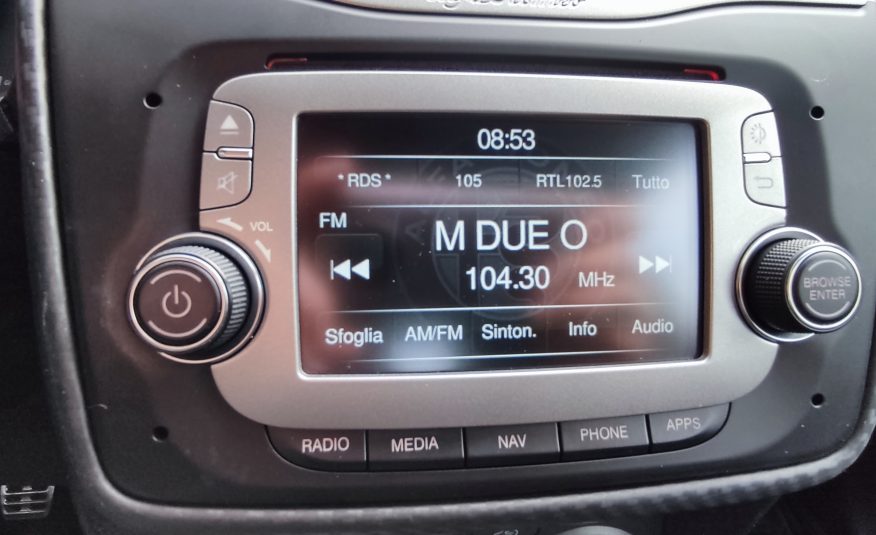 08:53
*RDS* 105 RTL102.5 Tutto
VOL
FM
M DUE O
104.30 MHz
BROWSE
ENTER
Sfoglia AM/FM Sinton. Info Audio
RADIO MEDIA NAV PHONE APPS